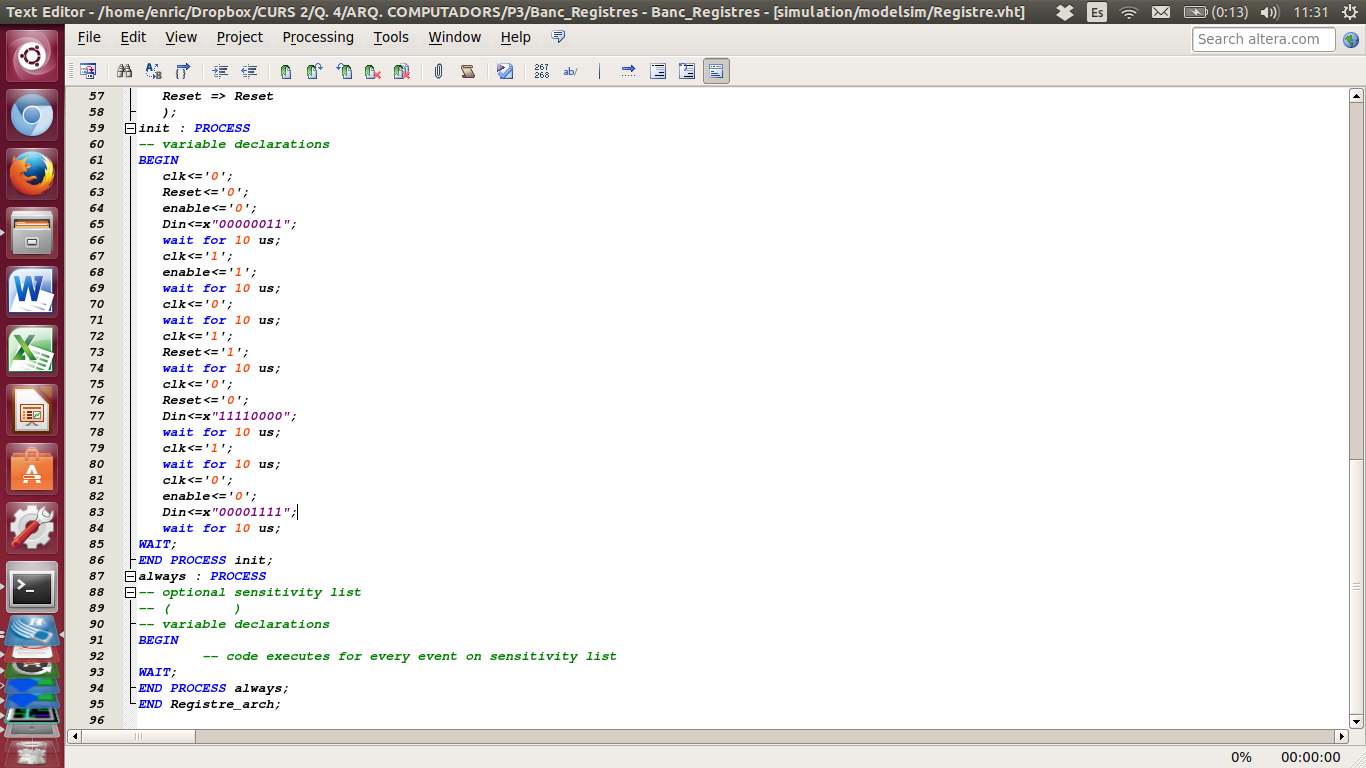 Text Editor - /home/enric/Dropbox/CURS 2/Q. 4/ARQ. COMPUTADORS/P3/Banc_Registres - Banc_Registres - [simulation/modelsim/Registre.vht]
Es
(0:13)
11:31
File Edit View Project Processing Tools Window Help
Search altera.com
267
268
ab/
57 Reset => Reset
58 );
59 init : PROCESS
60 -- variable declarations
61 BEGIN
62 clk<='0';
63 Reset<='0';
64 enable<='0';
65 Din<=x"00000011";
66 wait for 10 us;
67 clk<='1';
68 enable<='1';
69 wait for 10 us;
70 clk<='0';
71 wait for 10 us;
72 clk<='1';
73 Reset<='1';
74 wait for 10 us;
75 clk<='0';
76 Reset<='0';
77 Din<=x"11110000";
78 wait for 10 us;
79 clk<='1';
80 wait for 10 us;
81 clk<='0';
82 enable<='0';
83 Din<=x"00001111";
84 wait for 10 us;
85 WAIT;
86 END PROCESS init;
87 always : PROCESS
88 -- optional sensitivity list
89 -- ( )
90 -- variable declarations
91 BEGIN
92 -- code executes for every event on sensitivity list
93 WAIT;
94 END PROCESS always;
95 END Registre_arch;
96
0% 00:00:00